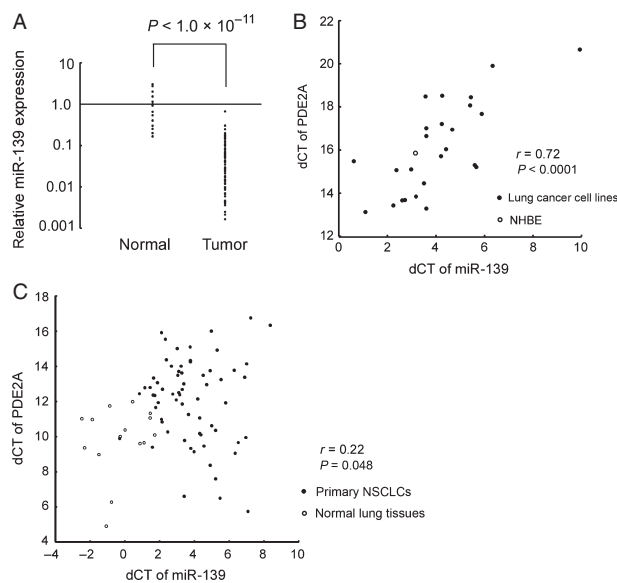 A
P < 1.0 × 10⁻¹¹
Relative miR-139 expression
10
1.0
0.1
0.01
0.001
Normal
Tumor
B
dCT of PDE2A
22
20
18
16
14
12
0
2
4
6
8
10
dCT of miR-139
r = 0.72
P < 0.0001
Lung cancer cell lines
NHBE
C
dCT of PDE2A
18
16
14
12
10
8
6
4
−4
−2
0
2
4
6
8
10
dCT of miR-139
r = 0.22
P = 0.048
Primary NSCLCs
Normal lung tissues